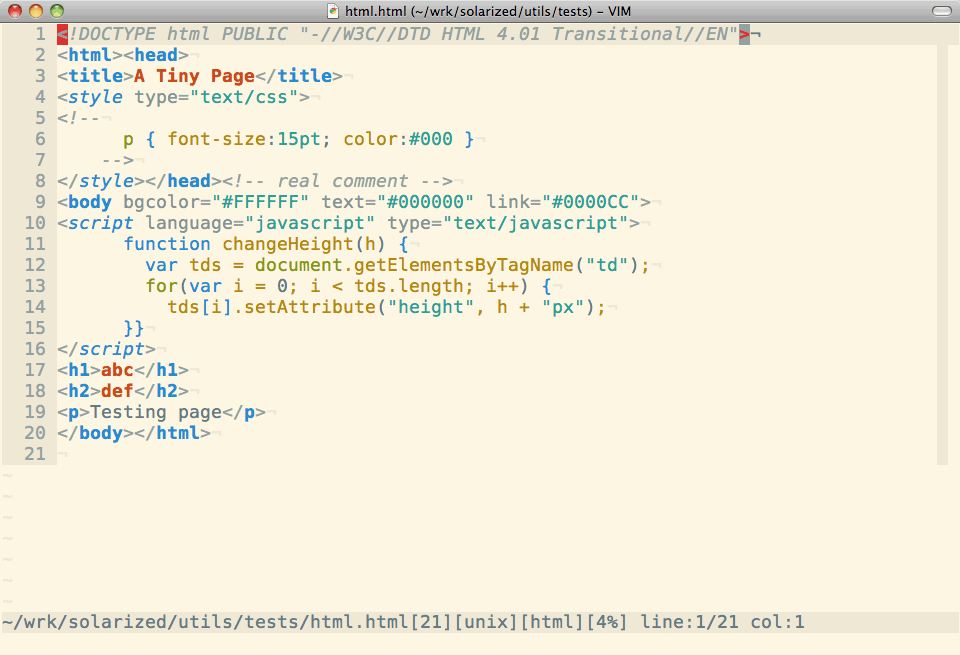 html.html (~/wrk/solarized/utils/tests) – VIM
1 <!DOCTYPE html PUBLIC "-//W3C//DTD HTML 4.01 Transitional//EN">¬
2 <html><head>¬
3 <title>A Tiny Page</title>¬
4 <style type="text/css">¬
5 <!--¬
6       p { font-size:15pt; color:#000 }¬
7     -->¬
8 </style></head><!-- real comment -->¬
9 <body bgcolor="#FFFFFF" text="#000000" link="#0000CC">¬
10 <script language="javascript" type="text/javascript">¬
11       function changeHeight(h) {¬
12         var tds = document.getElementsByTagName("td");¬
13         for(var i = 0; i < tds.length; i++) {¬
14           tds[i].setAttribute("height", h + "px");¬
15       }}¬
16 </script>¬
17 <h1>abc</h1>¬
18 <h2>def</h2>¬
19 <p>Testing page</p>¬
20 </body></html>¬
21 ¬
~
~
~
~
~
~
~
~/wrk/solarized/utils/tests/html.html[21][unix][html][4%] line:1/21 col:1